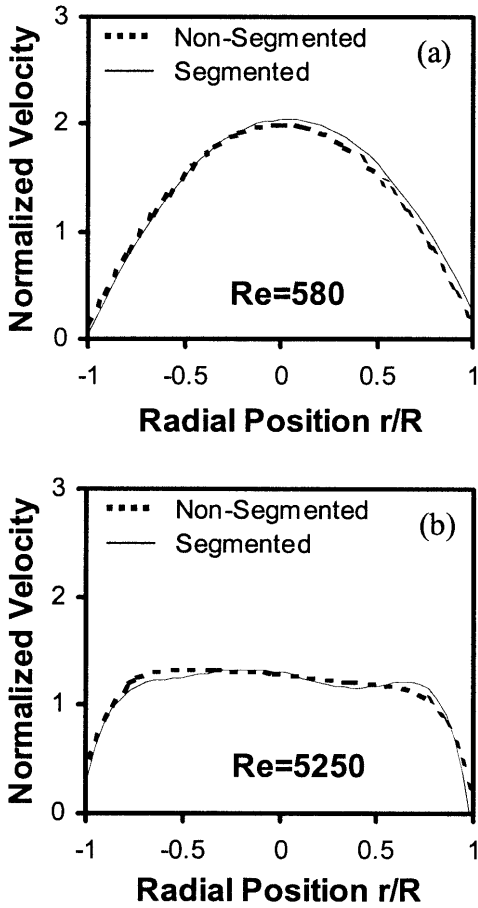 3
Non-Segmented
(a)
Segmented
2
1
0
Normalized Velocity
Re=580
-1 -0.5 0 0.5 1
Radial Position r/R
3
Non-Segmented
(b)
Segmented
2
1
0
Normalized Velocity
Re=5250
-1 -0.5 0 0.5 1
Radial Position r/R